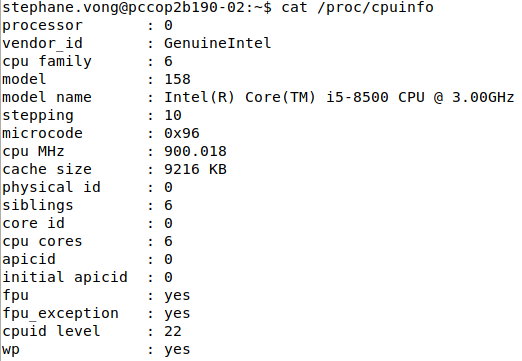 stephane.vong@pccop2b190-02:~$ cat /proc/cpuinfo
processor : 0
vendor_id : GenuineIntel
cpu family : 6
model : 158
model name : Intel(R) Core(TM) i5-8500 CPU @ 3.00GHz
stepping : 10
microcode : 0x96
cpu MHz : 900.018
cache size : 9216 KB
physical id : 0
siblings : 6
core id : 0
cpu cores : 6
apicid : 0
initial apicid : 0
fpu : yes
fpu_exception : yes
cpuid level : 22
wp : yes